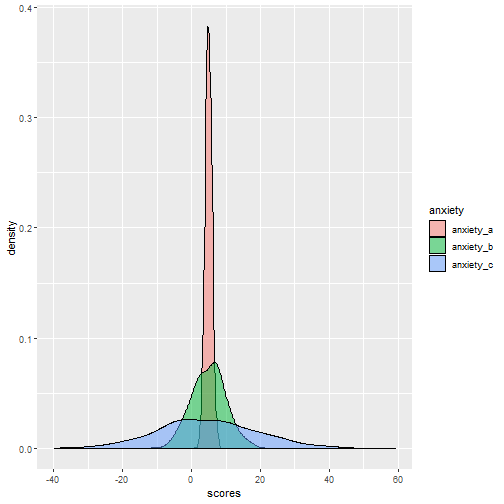 0.4
0.3
0.2
0.1
0.0
density
-40 -20 0 20 40 60
scores
anxiety
anxiety_a
anxiety_b
anxiety_c